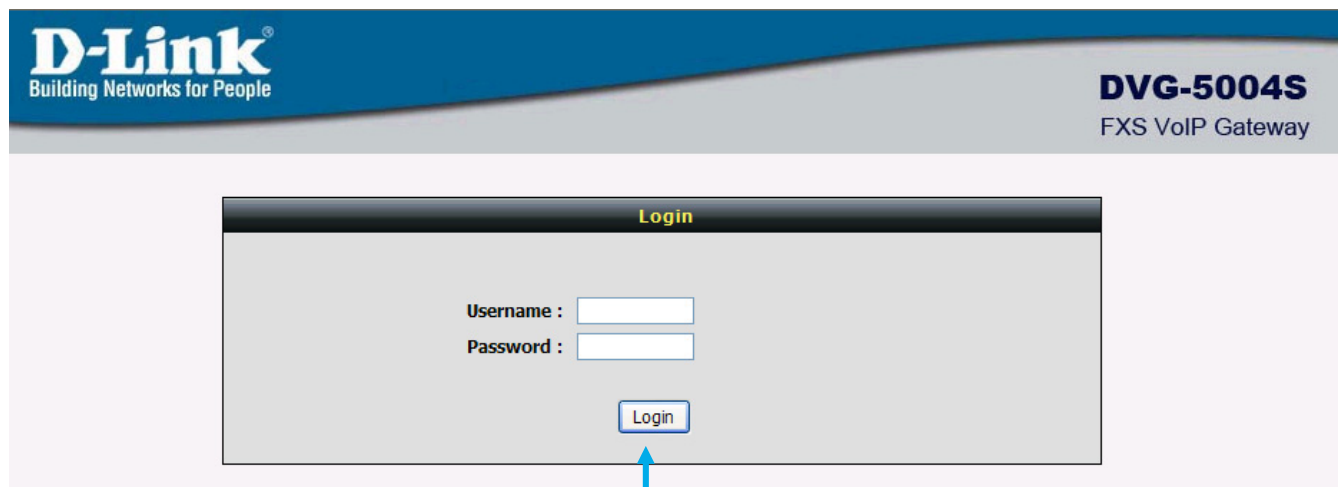 D-Link®
Building Networks for People
DVG-5004S
FXS VoIP Gateway
Login
Username :
Password :
Login